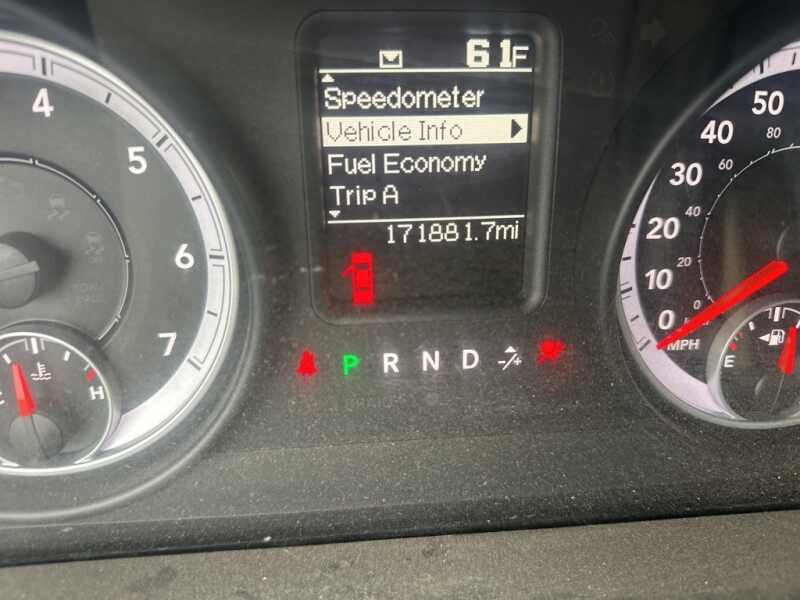 61F
Speedometer
Vehicle Info
Fuel Economy
Trip A
171881.7mi
P R N D -/+
4
5
6
7
C H
50
40
30
20
10
0
80
60
40
20
0
MPH
E